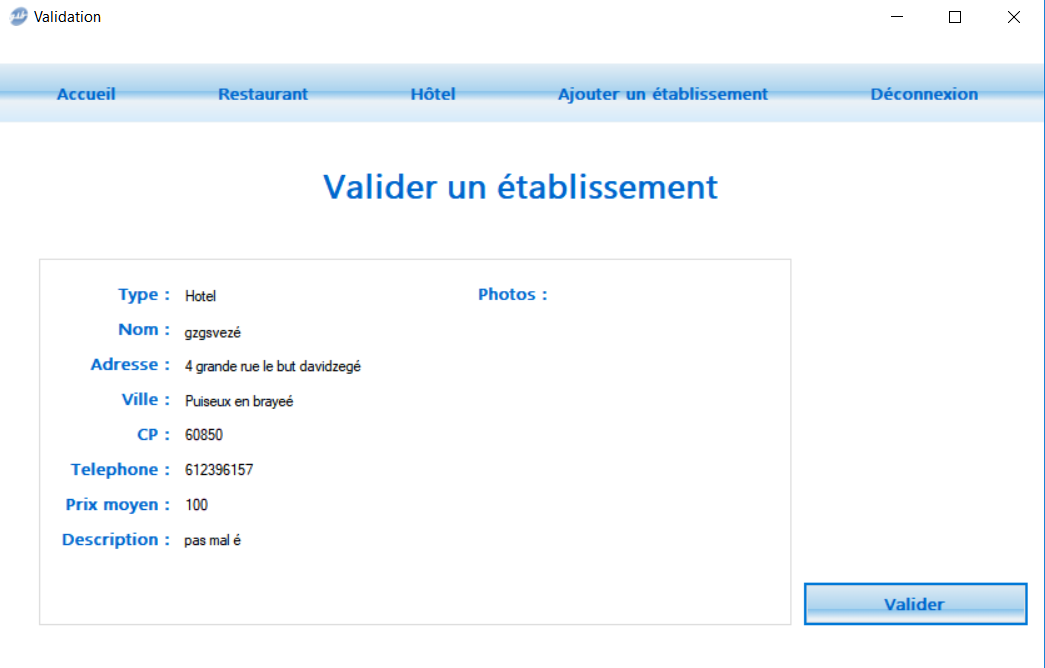 Validation
Accueil Restaurant Hôtel Ajouter un établissement Déconnexion
Valider un établissement
Type : Hotel Photos :
Nom : gzgsvezé
Adresse : 4 grande rue le but davidzegé
Ville : Puiseux en brayeé
CP : 60850
Telephone : 612396157
Prix moyen : 100
Description : pas mal é
Valider